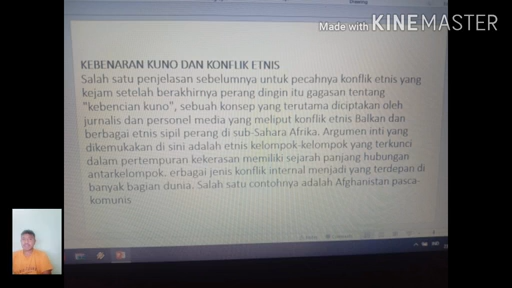 Drawing
Made with KINEMASTER
KEBENARAN KUNO DAN KONFLIK ETNIS
Salah satu penjelasan sebelumnya untuk pecahnya konflik etnis yang
kejam setelah berakhirnya perang dingin itu gagasan tentang
"kebencian kuno", sebuah konsep yang terutama diciptakan oleh
jurnalis dan personel media yang meliput konflik etnis Balkan dan
berbagai etnis sipil perang di sub-Sahara Afrika. Argumen inti yang
dikemukakan di sini adalah etnis kelompok-kelompok yang terkunci
dalam pertempuran kekerasan memiliki sejarah panjang hubungan
antarkelompok. erbagai jenis konflik internal menjadi yang terdepan di
banyak bagian dunia. Salah satu contohnya adalah Afghanistan pasca-
komunis